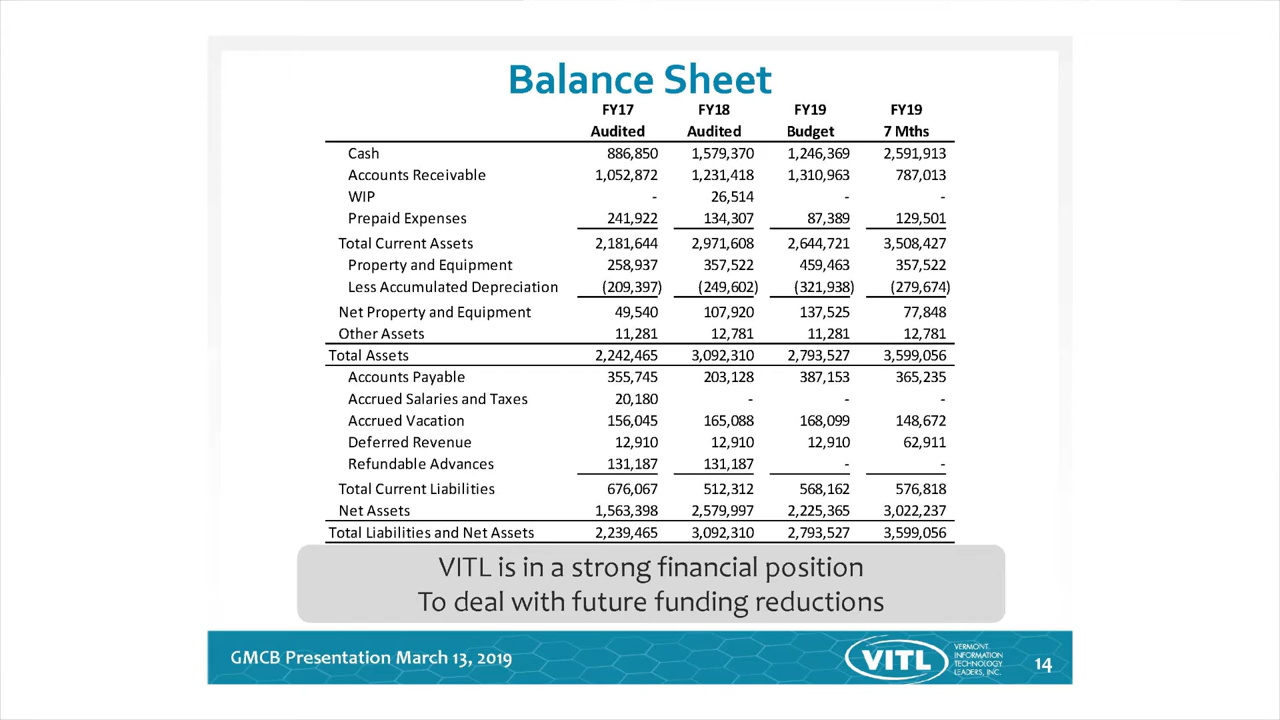 Balance Sheet
FY17 FY18 FY19 FY19
Audited Audited Budget 7 Mths
Cash 886,850 1,579,370 1,246,369 2,591,913
Accounts Receivable 1,052,872 1,231,418 1,310,963 787,013
WIP - 26,514 - -
Prepaid Expenses 241,922 134,307 87,389 129,501
Total Current Assets 2,181,644 2,971,608 2,644,721 3,508,427
Property and Equipment 258,937 357,522 459,463 357,522
Less Accumulated Depreciation (209,397) (249,602) (321,938) (279,674)
Net Property and Equipment 49,540 107,920 137,525 77,848
Other Assets 11,281 12,781 11,281 12,781
Total Assets 2,242,465 3,092,310 2,793,527 3,599,056
Accounts Payable 355,745 203,128 387,153 365,235
Accrued Salaries and Taxes 20,180 - - -
Accrued Vacation 156,045 165,088 168,099 148,672
Deferred Revenue 12,910 12,910 12,910 62,911
Refundable Advances 131,187 131,187 - -
Total Current Liabilities 676,067 512,312 568,162 576,818
Net Assets 1,563,398 2,579,997 2,225,365 3,022,237
Total Liabilities and Net Assets 2,239,465 3,092,310 2,793,527 3,599,056
VITL is in a strong financial position
To deal with future funding reductions
GMCB Presentation March 13, 2019
VITL
VERMONT
INFORMATION
TECHNOLOGY
LEADERS, INC.
14